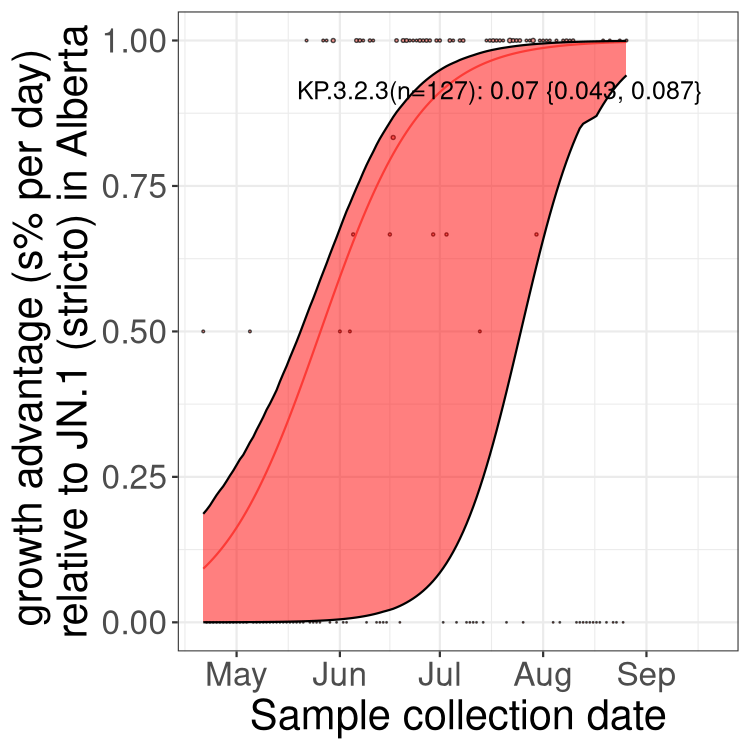 growth advantage (s% per day)
relative to JN.1 (stricto) in Alberta
1.00
0.75
0.50
0.25
0.00
KP.3.2.3(n=127): 0.07 {0.043, 0.087}
May Jun Jul Aug Sep
Sample collection date